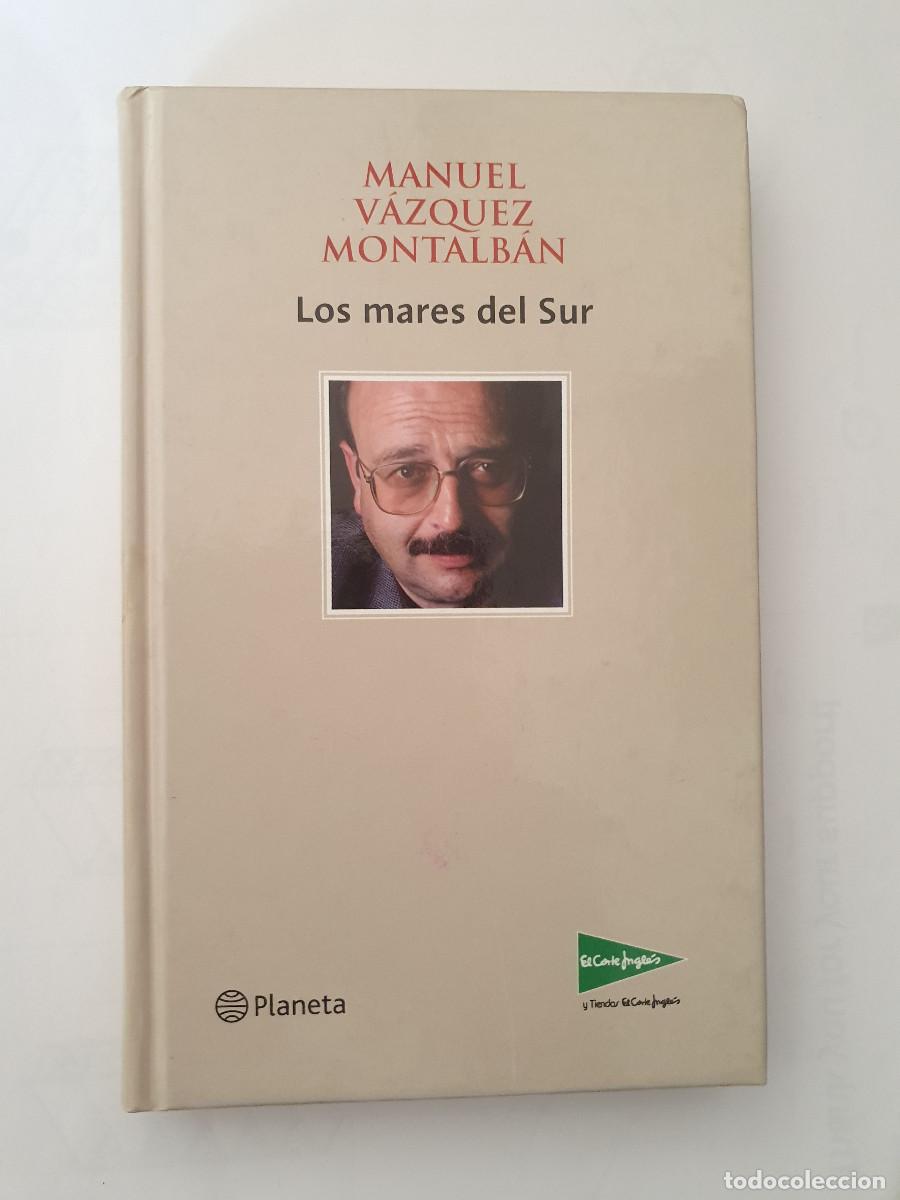 MANUEL
VÁZQUEZ
MONTALBÁN
Los mares del Sur
El Corte Inglés
Planeta
y Tiendas El Corte Inglés
todocoleccion